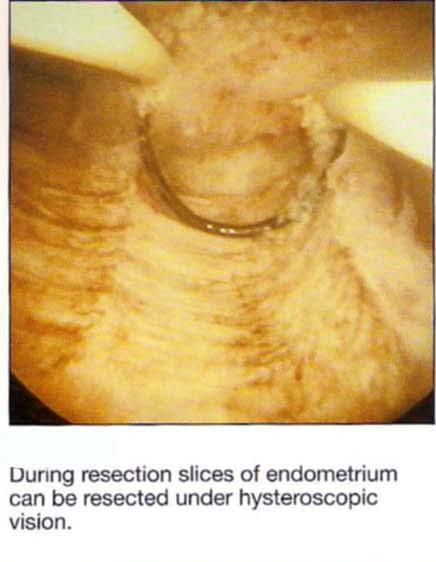 During resection slices of endometrium
can be resected under hysteroscopic
vision.